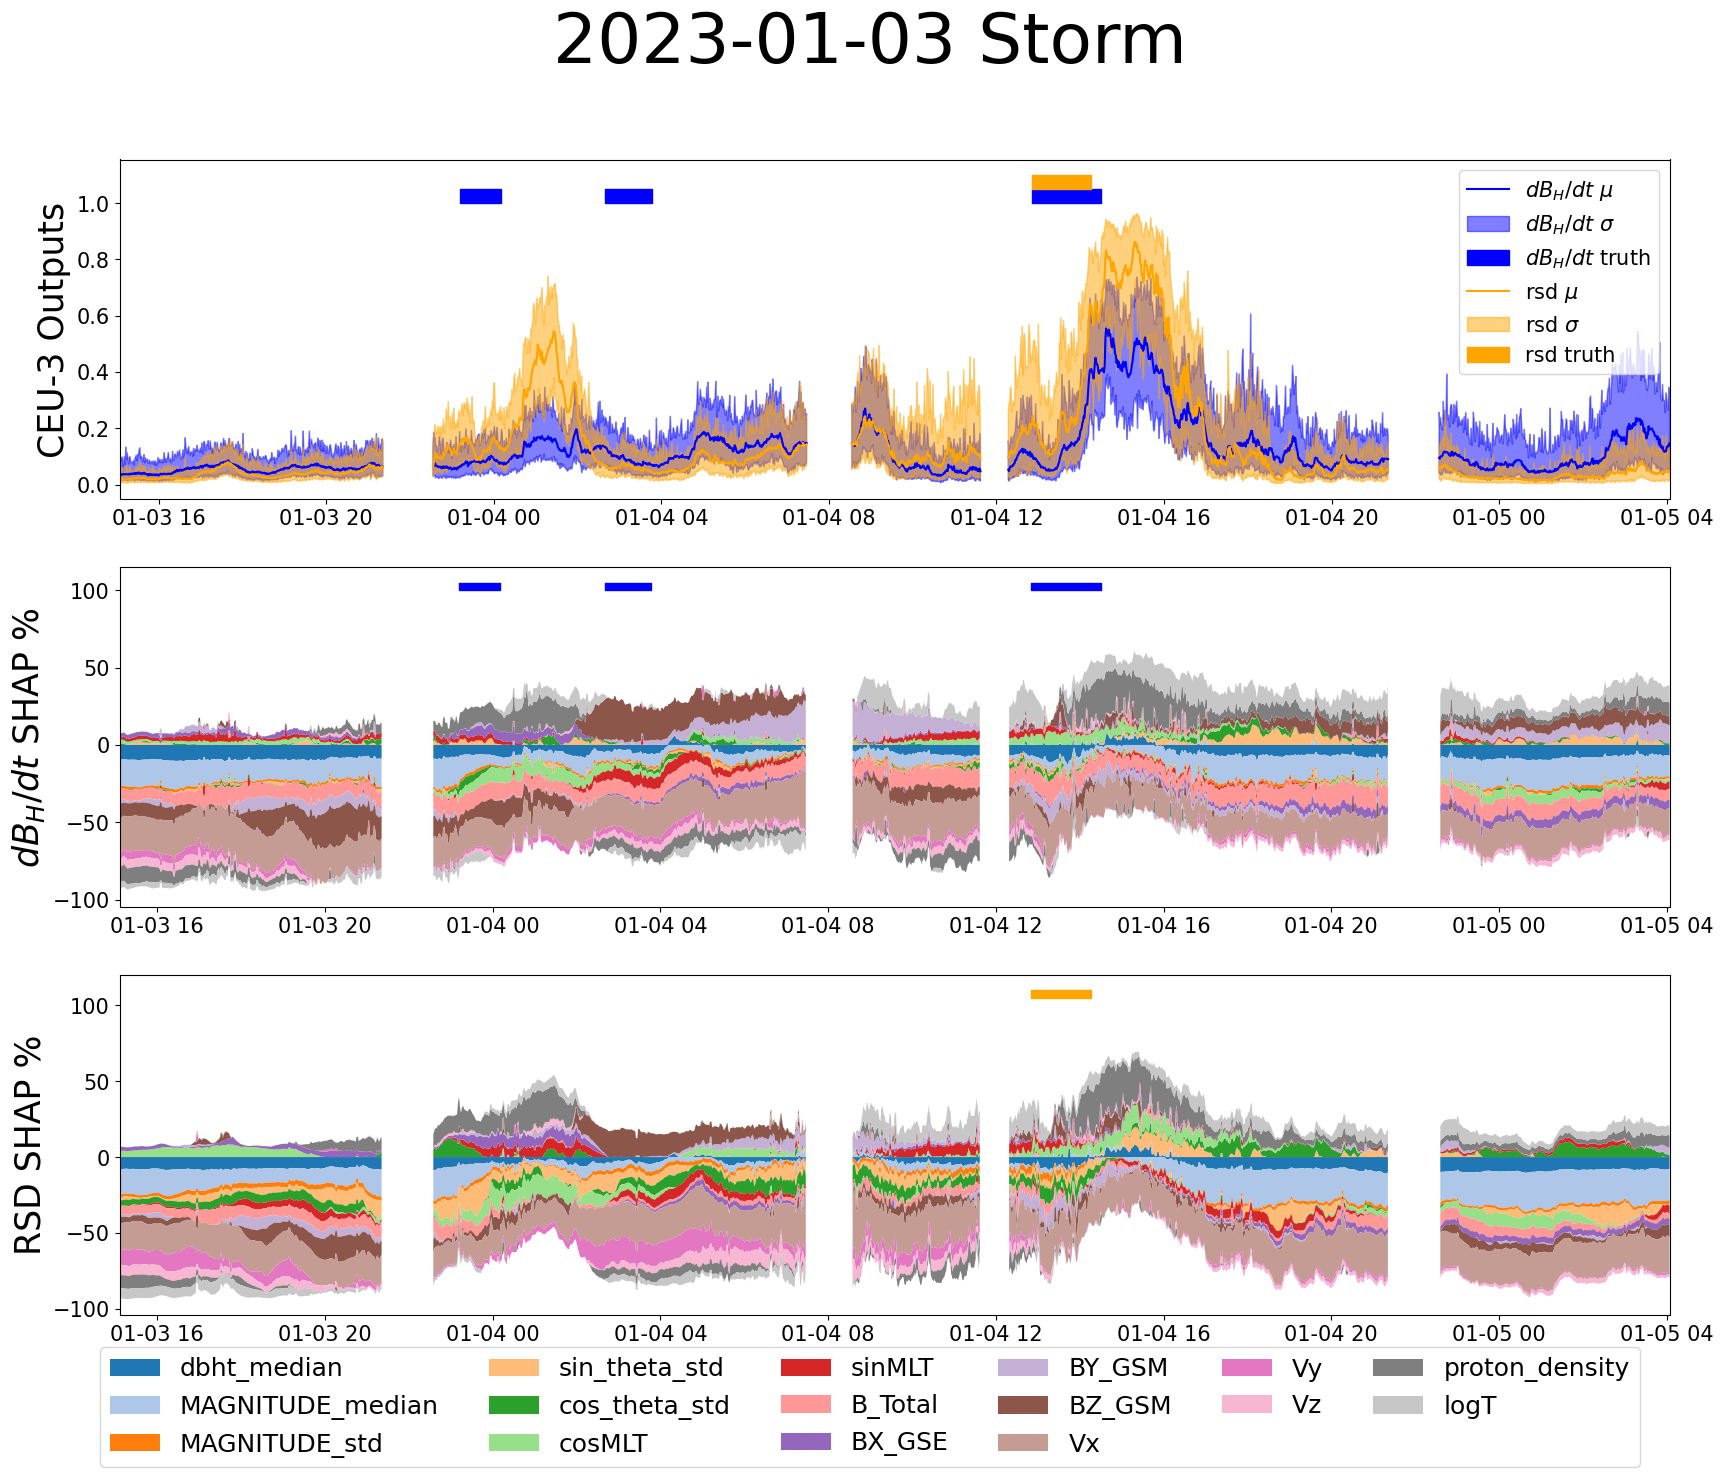 2023-01-03 Storm
CEU-3 Outputs
1.0
0.8
0.6
0.4
0.2
0.0
dB_H/dt μ
dB_H/dt σ
dB_H/dt truth
rsd μ
rsd σ
rsd truth
01-03 16 01-03 20 01-04 00 01-04 04 01-04 08 01-04 12 01-04 16 01-04 20 01-05 00 01-05 04
dB_H/dt SHAP %
100
50
0
−50
−100
01-03 16 01-03 20 01-04 00 01-04 04 01-04 08 01-04 12 01-04 16 01-04 20 01-05 00 01-05 04
RSD SHAP %
100
50
0
−50
−100
01-03 16 01-03 20 01-04 00 01-04 04 01-04 08 01-04 12 01-04 16 01-04 20 01-05 00 01-05 04
dbht_median sin_theta_std sinMLT BY_GSM Vy proton_density
MAGNITUDE_median cos_theta_std B_Total BZ_GSM Vz logT
MAGNITUDE_std cosMLT BX_GSE Vx